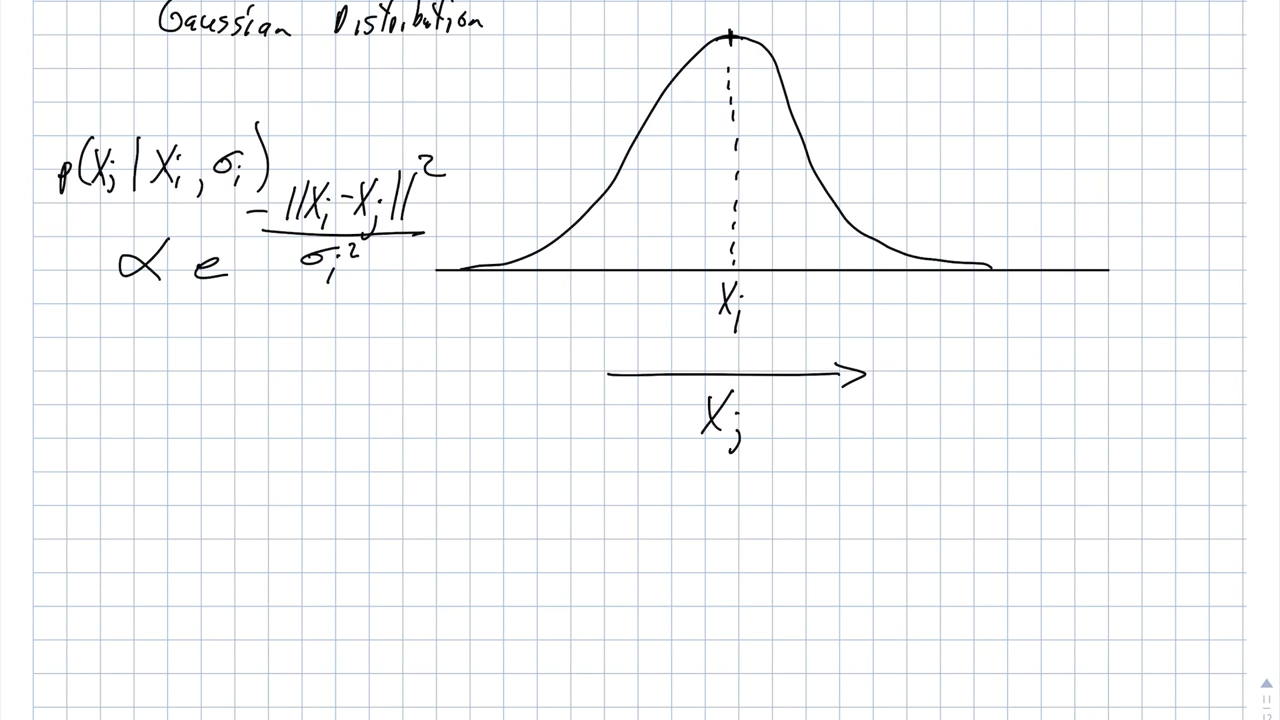 Gaussian Distribution
p(Xj | Xi, σi)
∝ e^(-||Xi - Xj||² / σi²)
Xi
Xj